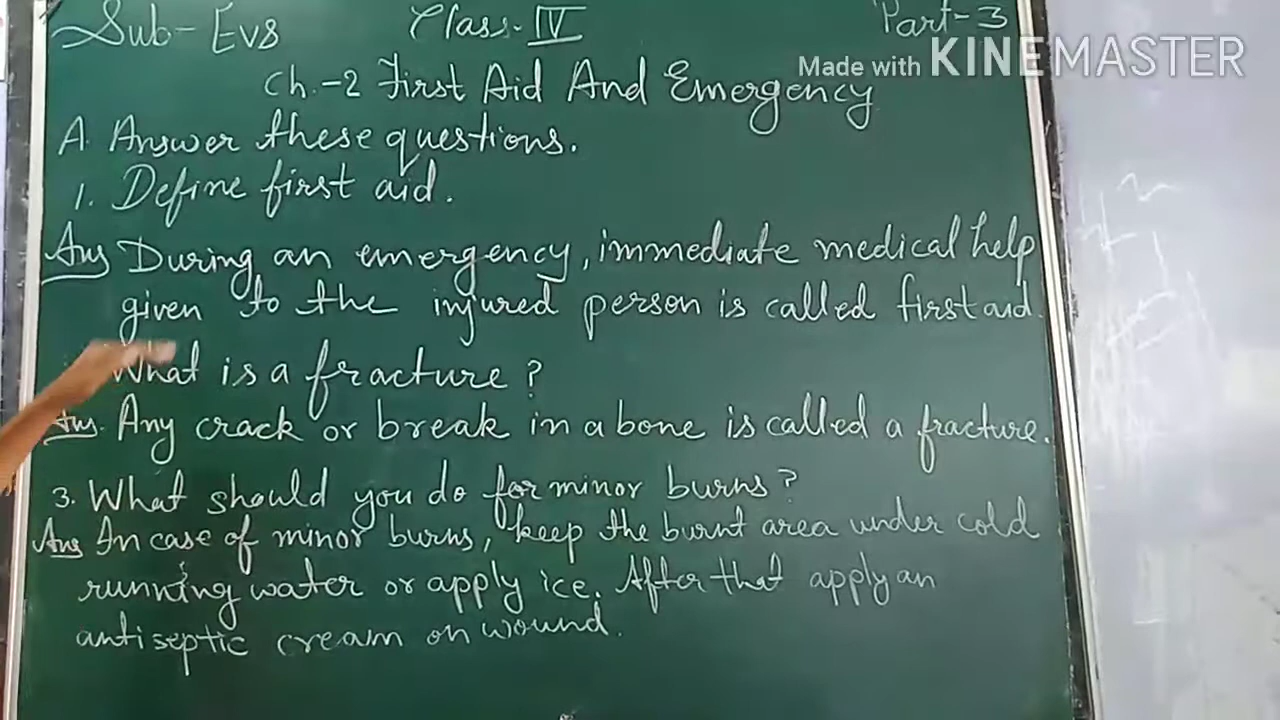 Sub- Evs Class-IV Part-3
Made with KINEMASTER
Ch.-2 First Aid And Emergency
A. Answer these questions.
1. Define first aid.
Ans During an emergency, immediate medical help
given to the injured person is called first aid.
What is a fracture?
Ans. Any crack or break in a bone is called a fracture.
3. What should you do for minor burns?
Ans In case of minor burns, keep the burnt area under cold
running water or apply ice. After that apply an
antiseptic cream on wound.